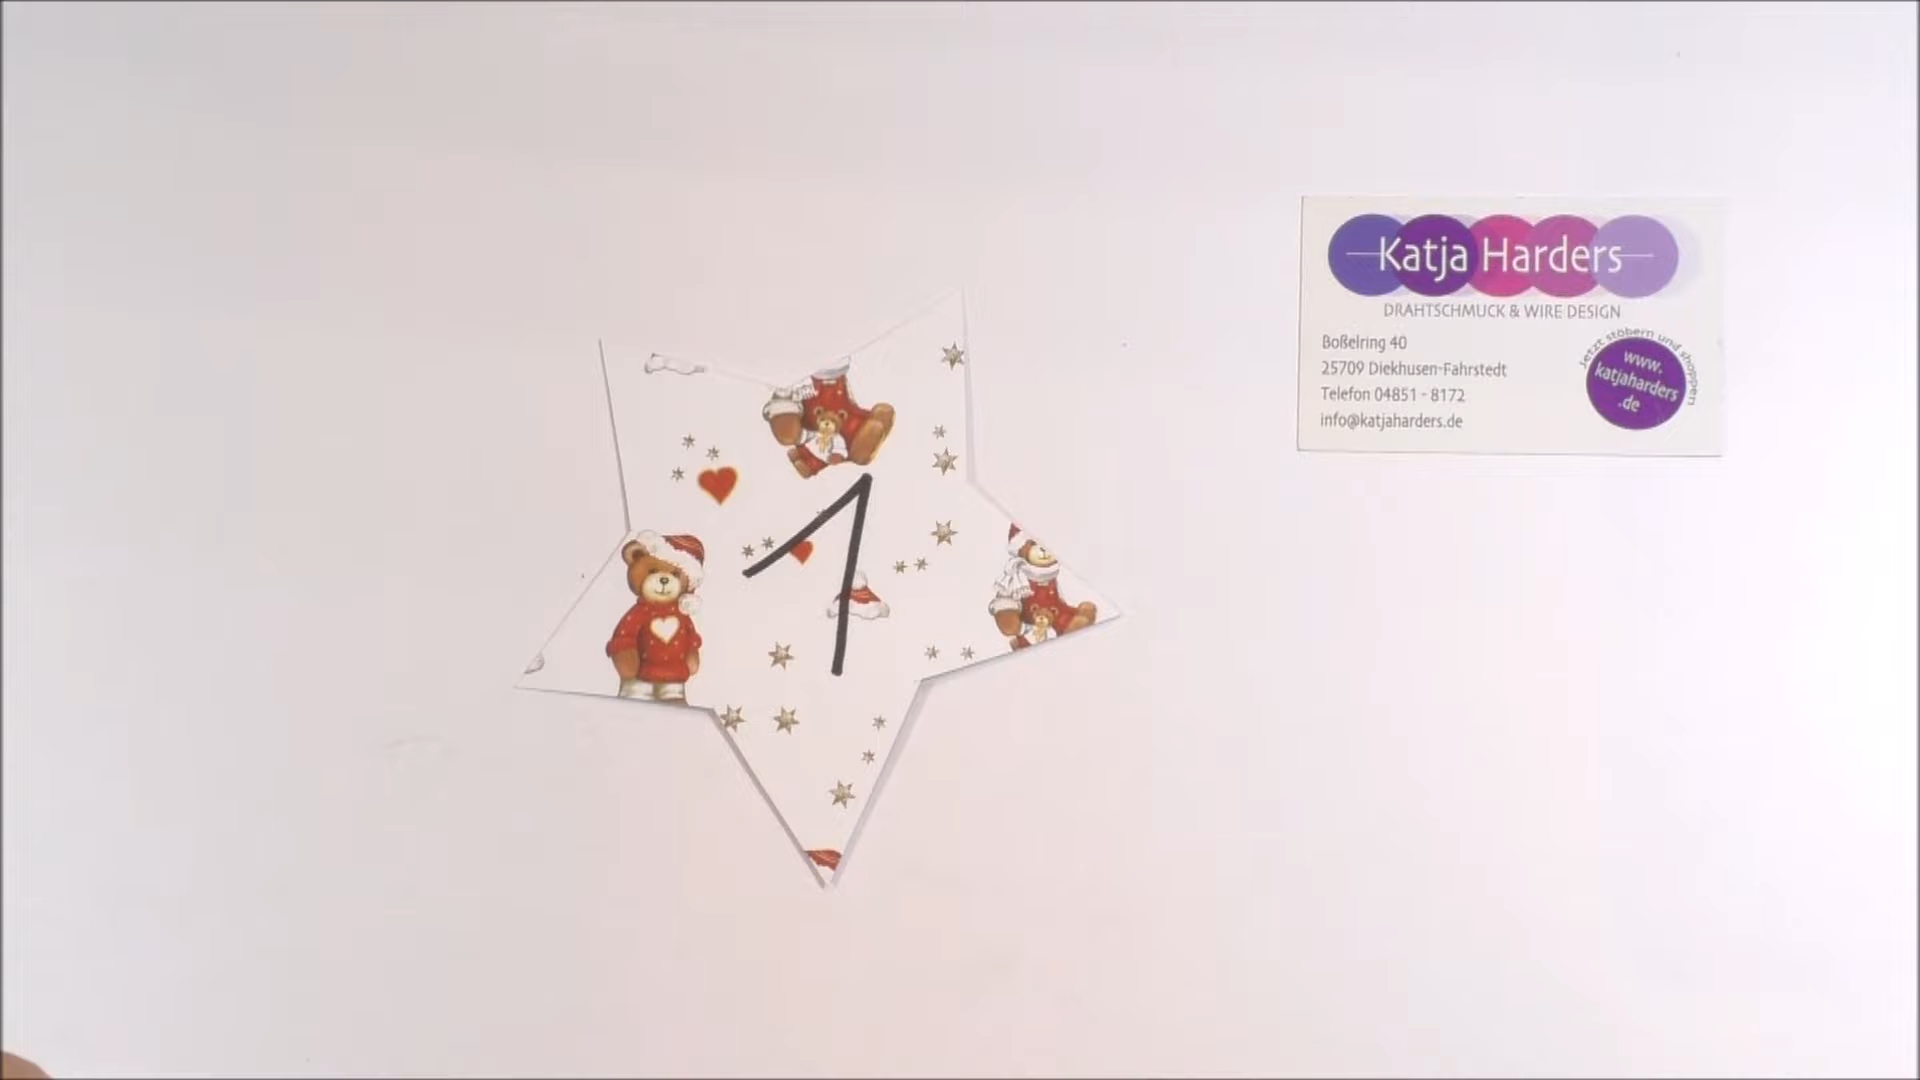 1
Katja Harders
DRAHTSCHMUCK & WIRE DESIGN
Boßelring 40
25709 Diekhusen-Fahrstedt
Telefon 04851 - 8172
info@katjaharders.de
Jetzt stöbern und shoppen
www.
katjaharders
.de